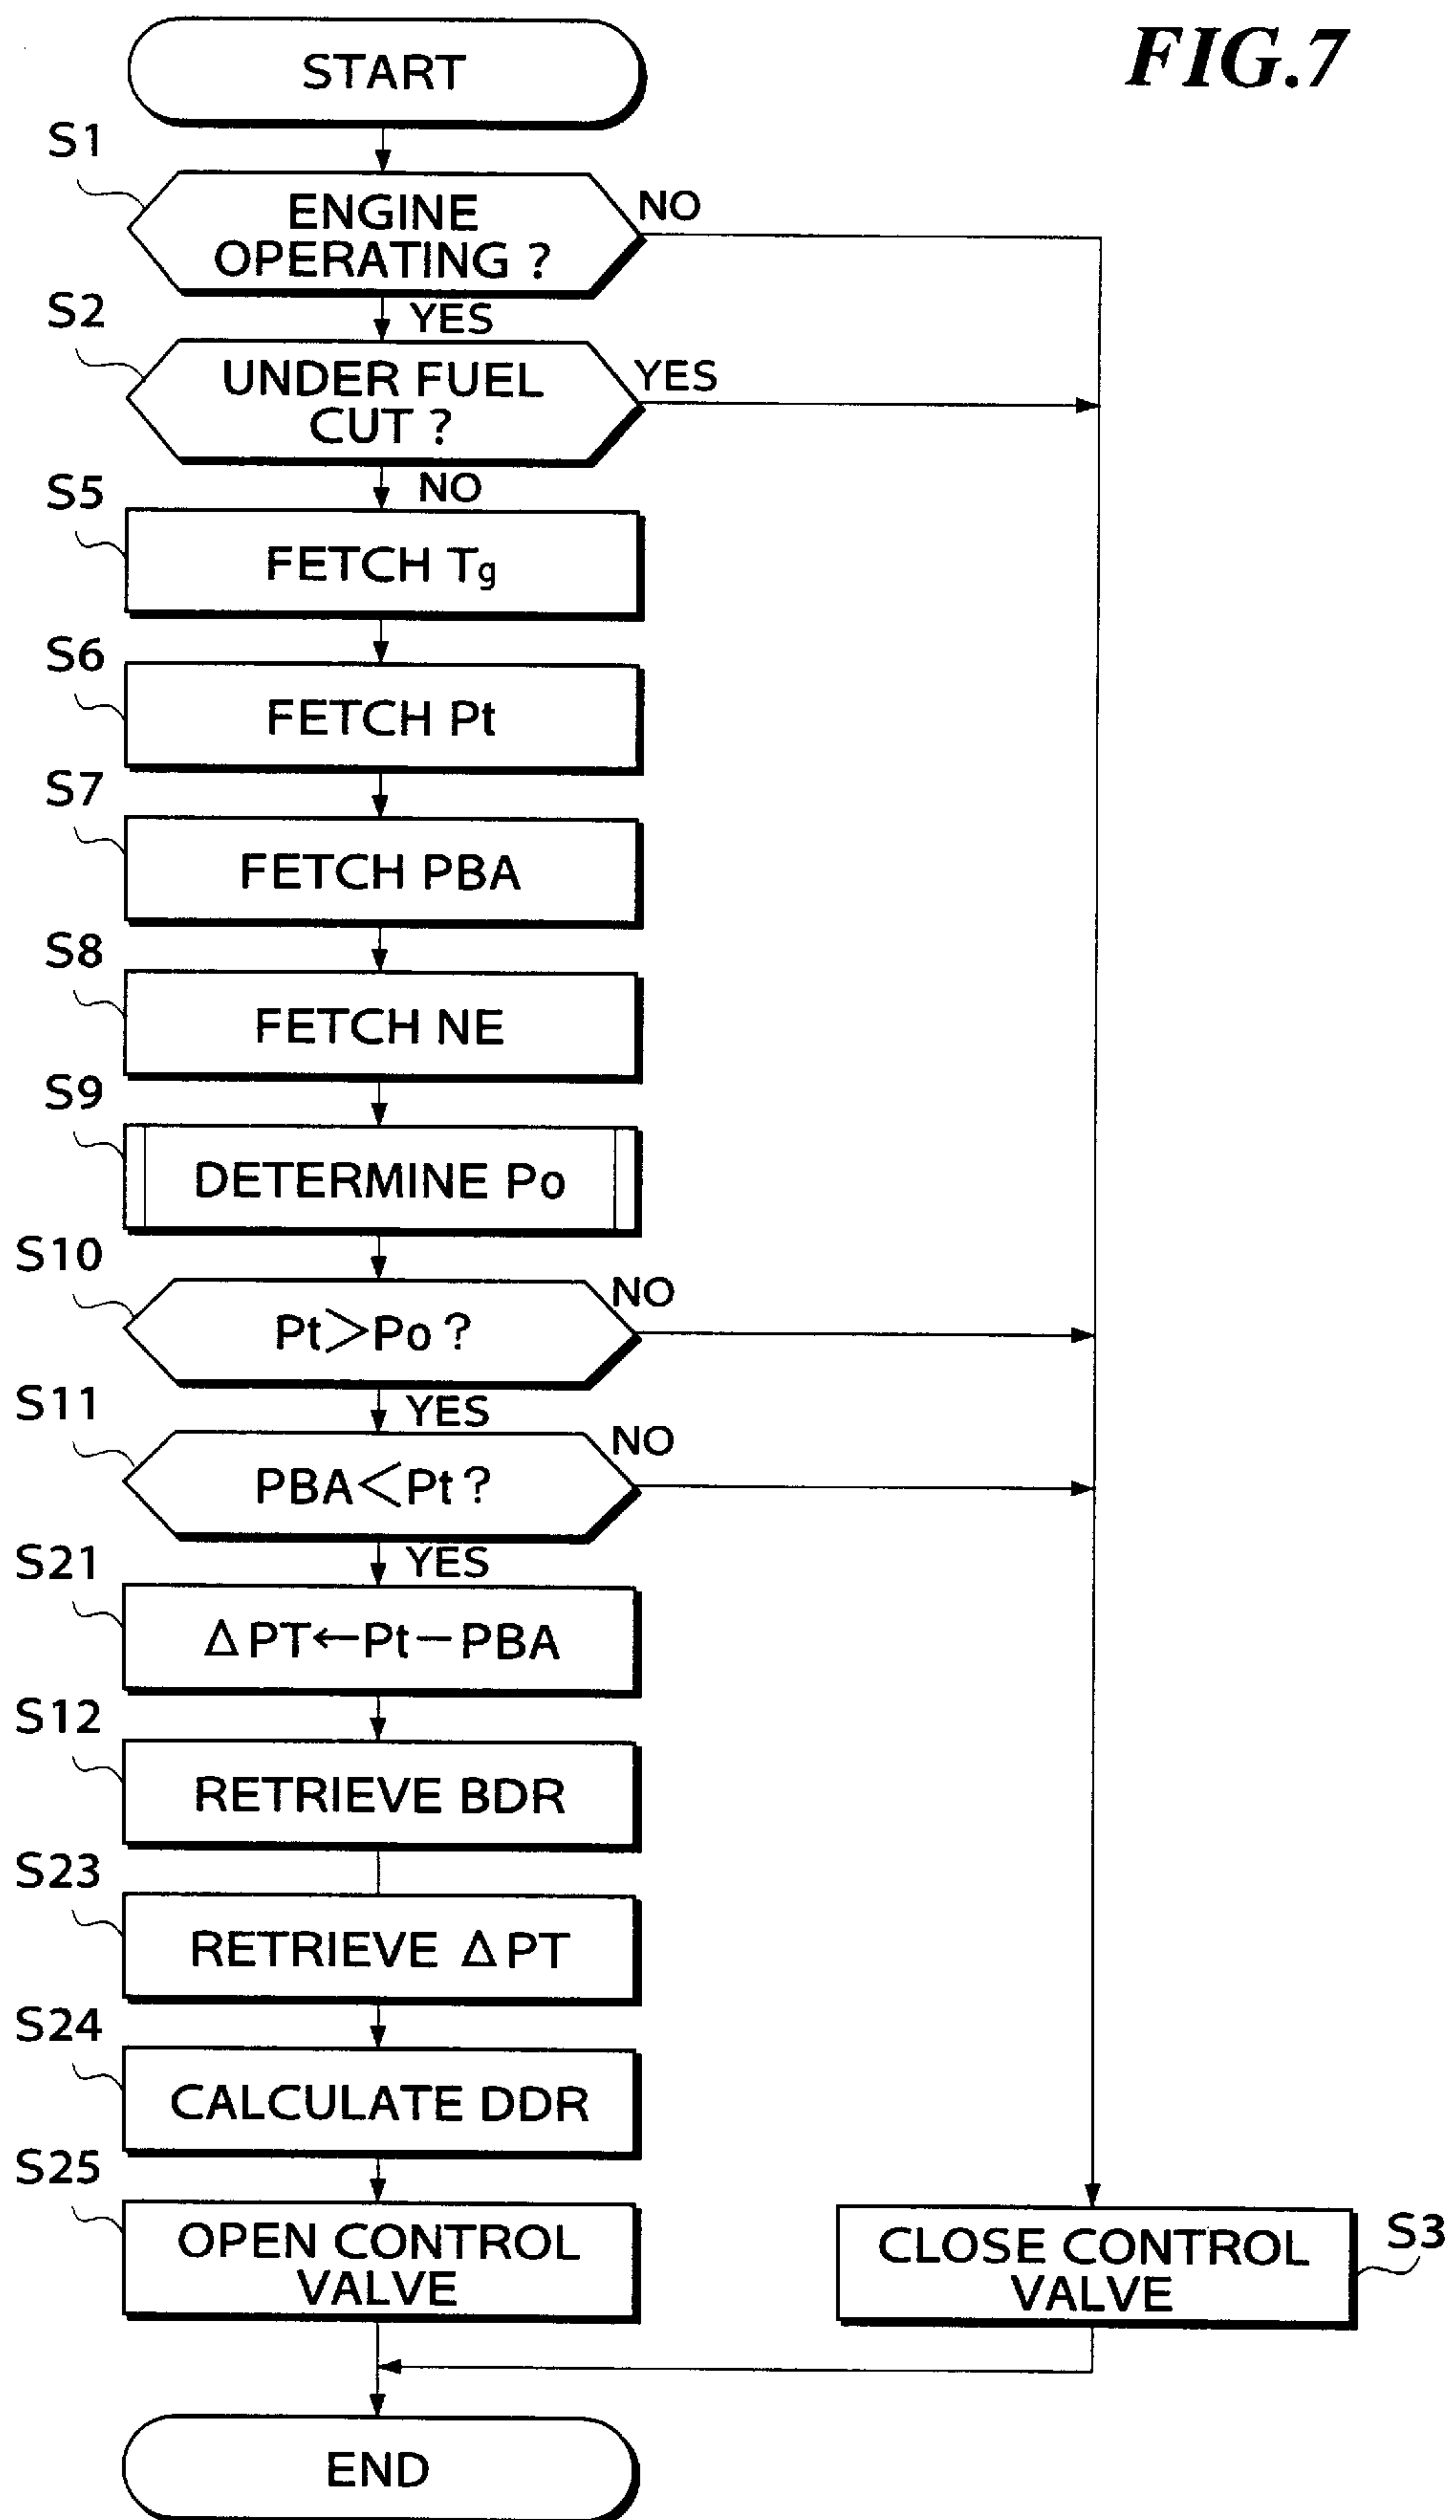 FIG.7
START
S1
ENGINE
OPERATING ?
NO
YES
S2
UNDER FUEL
CUT ?
YES
NO
S5
FETCH Tg
S6
FETCH Pt
S7
FETCH PBA
S8
FETCH NE
S9
DETERMINE Po
S10
Pt>Po ?
NO
YES
S11
PBA<Pt ?
NO
YES
S21
Δ PT←Pt−PBA
S12
RETRIEVE BDR
S23
RETRIEVE Δ PT
S24
CALCULATE DDR
S25
OPEN CONTROL
VALVE
CLOSE CONTROL
VALVE
S3
END